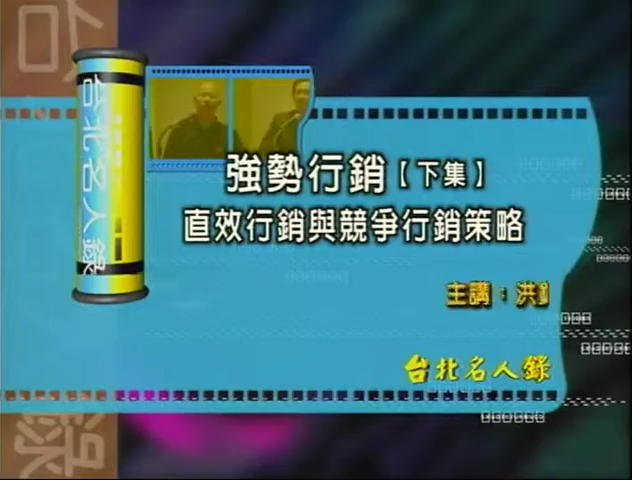 台北名人錄
強勢行銷【下集】
直效行銷與競爭行銷策略
主講：洪
台北名人錄